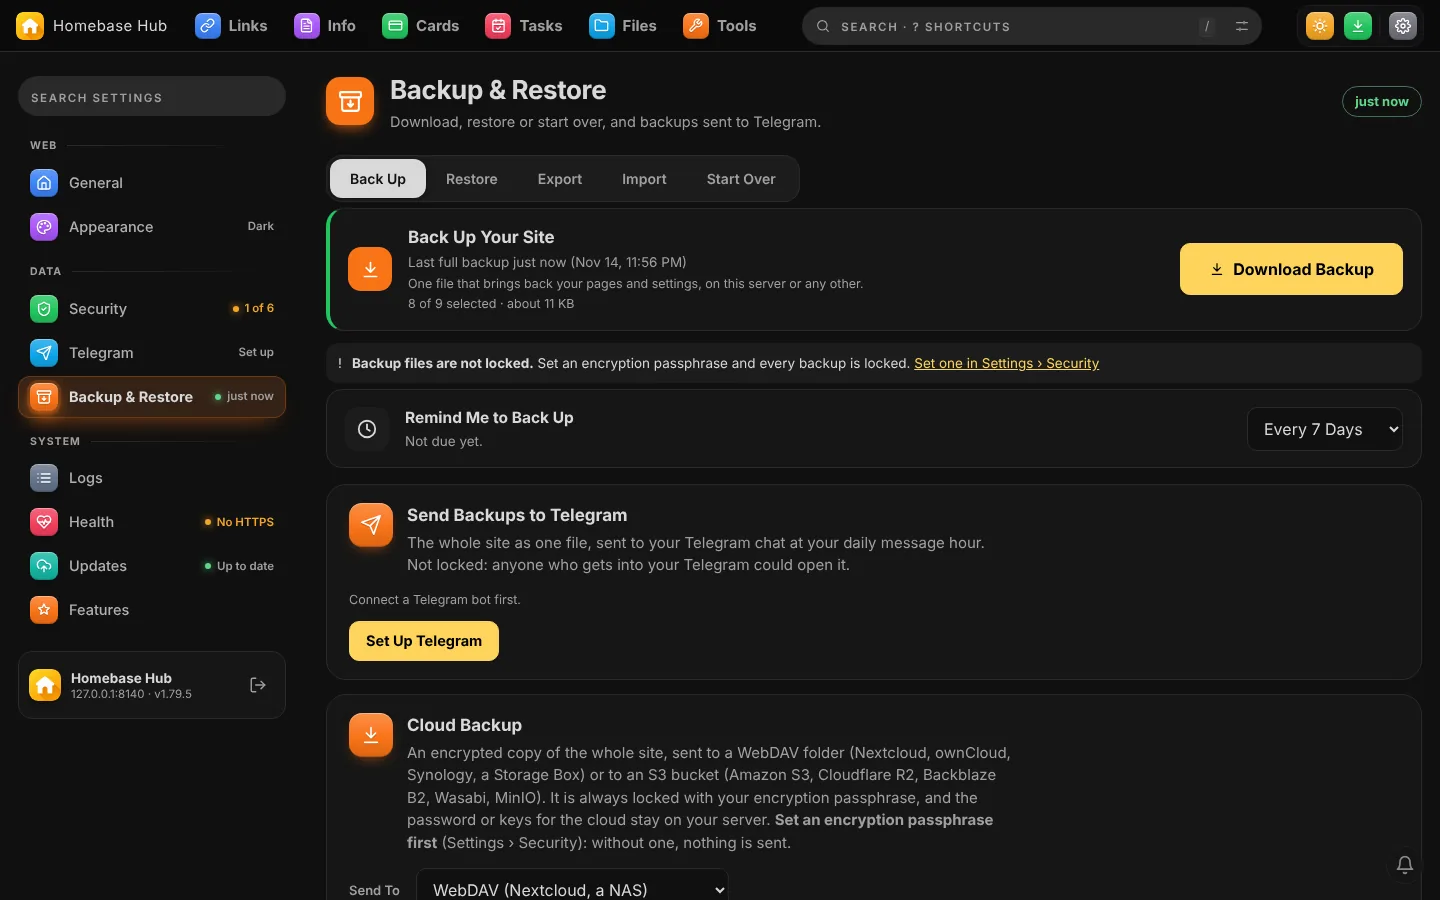 Homebase Hub
Links
Info
Cards
Tasks
Files
Tools
SEARCH · ? SHORTCUTS
/
SEARCH SETTINGS
WEB
General
Appearance
Dark
DATA
Security
1 of 6
Telegram
Set up
Backup & Restore
just now
SYSTEM
Logs
Health
No HTTPS
Updates
Up to date
Features
Homebase Hub
127.0.0.1:8140 · v1.79.5
Backup & Restore
Download, restore or start over, and backups sent to Telegram.
just now
Back Up
Restore
Export
Import
Start Over
Back Up Your Site
Last full backup just now (Nov 14, 11:56 PM)
One file that brings back your pages and settings, on this server or any other.
8 of 9 selected · about 11 KB
Download Backup
! Backup files are not locked. Set an encryption passphrase and every backup is locked. Set one in Settings › Security
Remind Me to Back Up
Not due yet.
Every 7 Days
Send Backups to Telegram
The whole site as one file, sent to your Telegram chat at your daily message hour.
Not locked: anyone who gets into your Telegram could open it.
Connect a Telegram bot first.
Set Up Telegram
Cloud Backup
An encrypted copy of the whole site, sent to a WebDAV folder (Nextcloud, ownCloud,
Synology, a Storage Box) or to an S3 bucket (Amazon S3, Cloudflare R2, Backblaze
B2, Wasabi, MinIO). It is always locked with your encryption passphrase, and the
password or keys for the cloud stay on your server. Set an encryption passphrase
first (Settings › Security): without one, nothing is sent.
Send To
WebDAV (Nextcloud, a NAS)